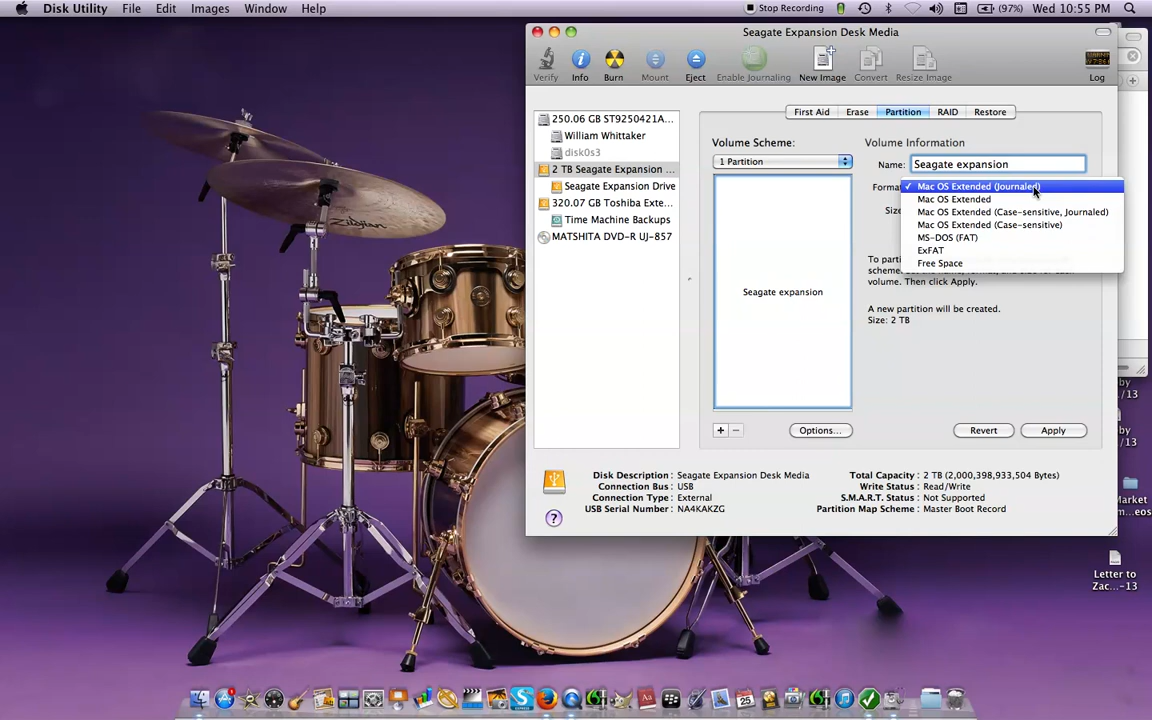 Disk Utility File Edit Images Window Help Stop Recording (97%) Wed 10:55 PM
Seagate Expansion Desk Media
Verify Info Burn Mount Eject Enable Journaling New Image Convert Resize Image Log
250.06 GB ST9250421A...
William Whittaker
disk0s3
2 TB Seagate Expansion ...
Seagate Expansion Drive
320.07 GB Toshiba Exte...
Time Machine Backups
MATSHITA DVD-R UJ-857
First Aid Erase Partition RAID Restore
Volume Scheme:
1 Partition
Seagate expansion
+ − Options...
Volume Information
Name: Seagate expansion
Format
✓ Mac OS Extended (Journaled)
Mac OS Extended
Mac OS Extended (Case-sensitive, Journaled)
Mac OS Extended (Case-sensitive)
MS-DOS (FAT)
ExFAT
Free Space
volume. Then click Apply.
A new partition will be created.
Size: 2 TB
Revert Apply
Disk Description : Seagate Expansion Desk Media
Connection Bus : USB
Connection Type : External
USB Serial Number : NA4KAKZG
Total Capacity : 2 TB (2,000,398,933,504 Bytes)
Write Status : Read/Write
S.M.A.R.T. Status : Not Supported
Partition Map Scheme : Master Boot Record
?
by
/13
by
./13
Market
Letter to
Zac...-13
Zildjian